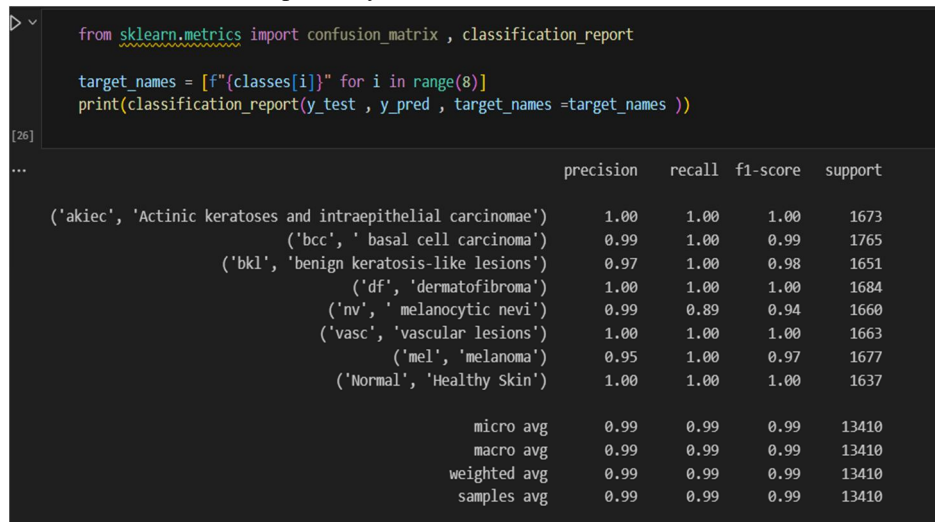 from sklearn.metrics import confusion_matrix , classification_report
target_names = [f"{classes[i]}" for i in range(8)]
print(classification_report(y_test , y_pred , target_names =target_names ))
[26]
...
precision recall f1-score support
('akiec', 'Actinic keratoses and intraepithelial carcinomae') 1.00 1.00 1.00 1673
('bcc', ' basal cell carcinoma') 0.99 1.00 0.99 1765
('bkl', 'benign keratosis-like lesions') 0.97 1.00 0.98 1651
('df', 'dermatofibroma') 1.00 1.00 1.00 1684
('nv', ' melanocytic nevi') 0.99 0.89 0.94 1660
('vasc', 'vascular lesions') 1.00 1.00 1.00 1663
('mel', 'melanoma') 0.95 1.00 0.97 1677
('Normal', 'Healthy Skin') 1.00 1.00 1.00 1637
micro avg 0.99 0.99 0.99 13410
macro avg 0.99 0.99 0.99 13410
weighted avg 0.99 0.99 0.99 13410
samples avg 0.99 0.99 0.99 13410